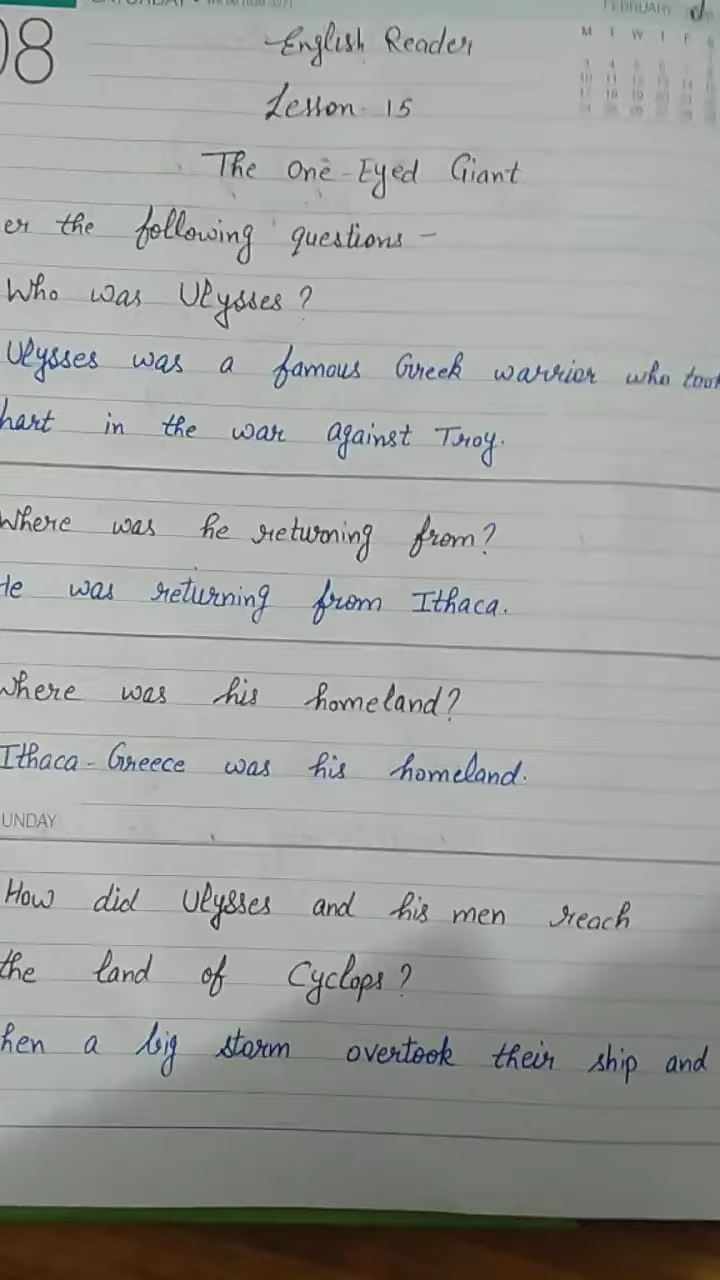 08
FEBRUARY
M T W T F
English Reader
Lesson - 15
The One-Eyed Giant
er the following questions -
Who was Ulysses?
Ulysses was a famous Greek warrior who took
part in the war against Troy.
Where was he returning from?
He was returning from Ithaca.
Where was his homeland?
Ithaca - Greece was his homeland.
UNDAY
How did Ulysses and his men reach
the land of Cyclops?
hen a big storm overtook their ship and